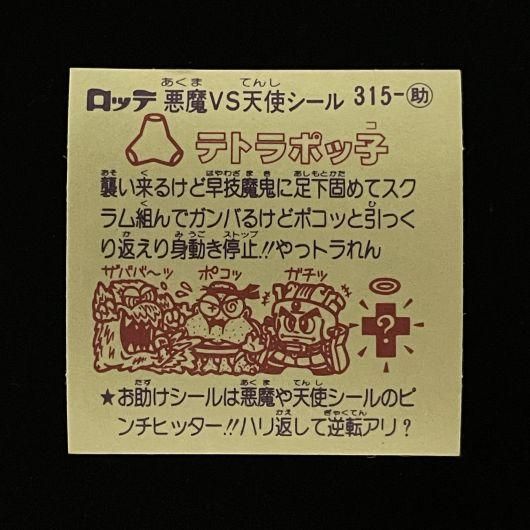 ロッテ 悪魔VS天使シール 315-助
テトラポッ子
襲い来るけど早技魔鬼に足下固めてスク
ラム組んでガンバるけどポコッと引っつく
り返えり身動き停止!!やっトラれん
ザババ〜ッ ポコッ ガチッ
?
★お助けシールは悪魔や天使シールのピ
ンチヒッター!!ハリ返して逆転アリ?